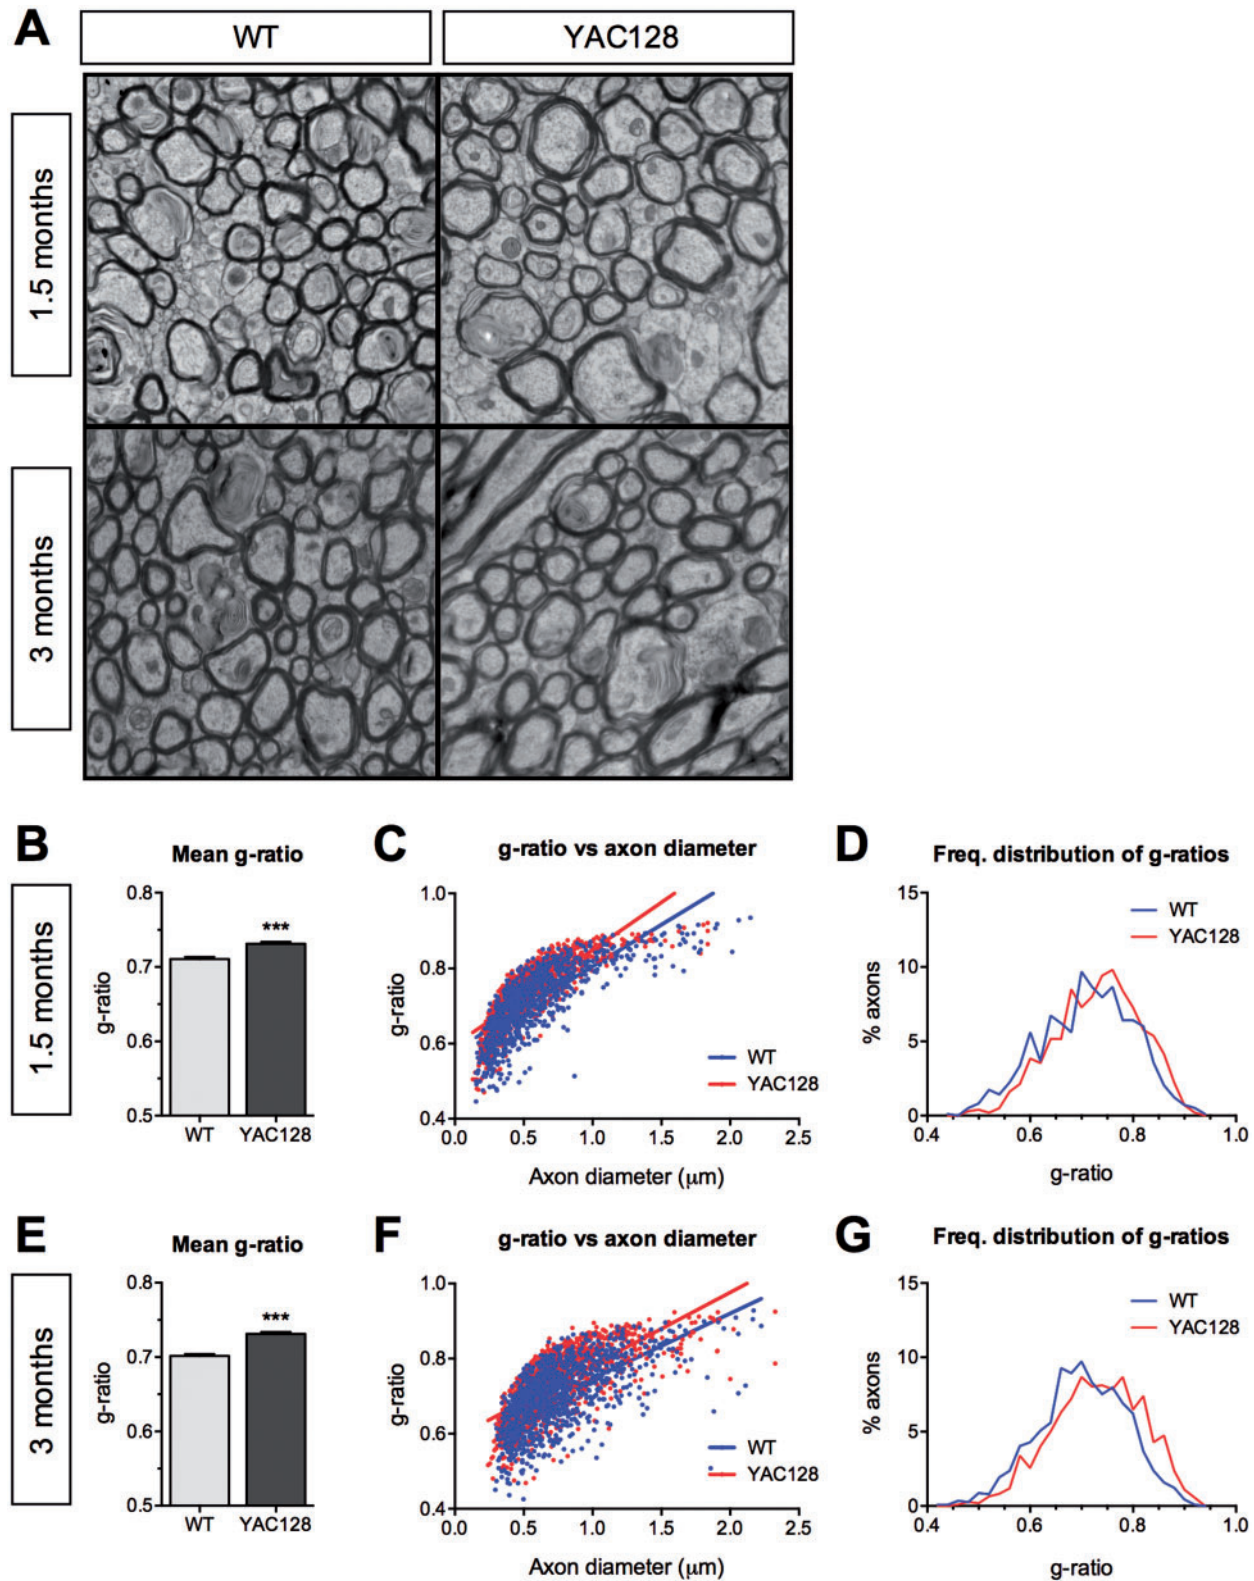 A
WT
YAC128
1.5 months
3 months
B
Mean g-ratio
1.5 months
g-ratio
0.8
0.7
0.6
0.5
WT
YAC128
***
C
g-ratio vs axon diameter
g-ratio
1.0
0.8
0.6
0.4
0.0
0.5
1.0
1.5
2.0
2.5
Axon diameter (μm)
WT
YAC128
D
Freq. distribution of g-ratios
% axons
15
10
5
0
0.4
0.6
0.8
1.0
g-ratio
WT
YAC128
E
Mean g-ratio
3 months
g-ratio
0.8
0.7
0.6
0.5
WT
YAC128
***
F
g-ratio vs axon diameter
g-ratio
1.0
0.8
0.6
0.4
0.0
0.5
1.0
1.5
2.0
2.5
Axon diameter (μm)
WT
YAC128
G
Freq. distribution of g-ratios
% axons
15
10
5
0
0.4
0.6
0.8
1.0
g-ratio
WT
YAC128